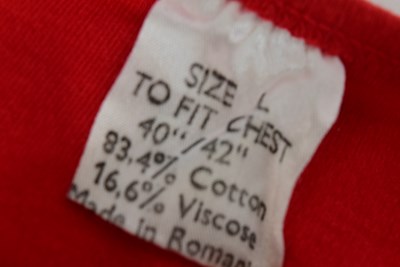 SIZE L
TO FIT CHEST
40"/42"
83,4% Cotton
16,6% Viscose
Made in Romani